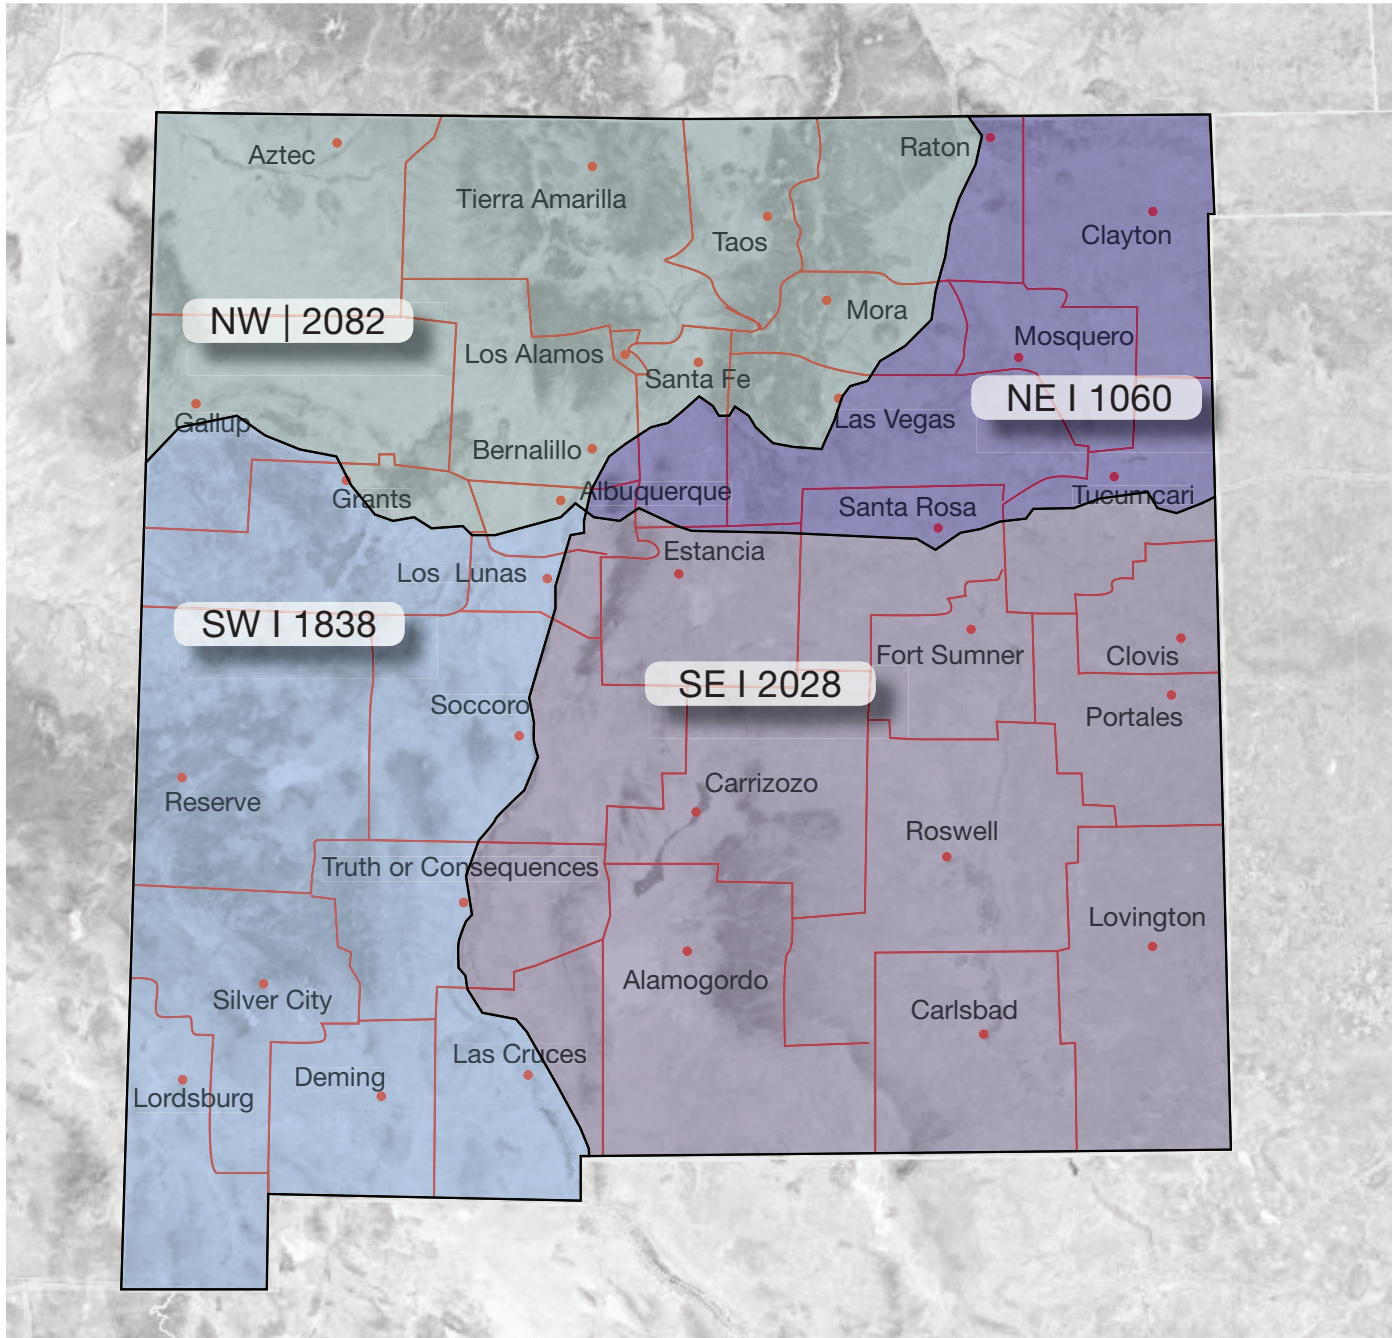 Raton
Aztec
Tierra Amarilla
Taos
Clayton
Mora
NW | 2082
Mosquero
Los Alamos
Santa Fe
NE I 1060
Gallup
Las Vegas
Bernalillo
Grants
Albuquerque
Tucumcari
Santa Rosa
Estancia
Los Lunas
SW I 1838
Fort Sumner
Clovis
SE I 2028
Soccoro
Portales
Carrizozo
Reserve
Roswell
Truth or Consequences
Lovington
Alamogordo
Silver City
Carlsbad
Las Cruces
Deming
Lordsburg